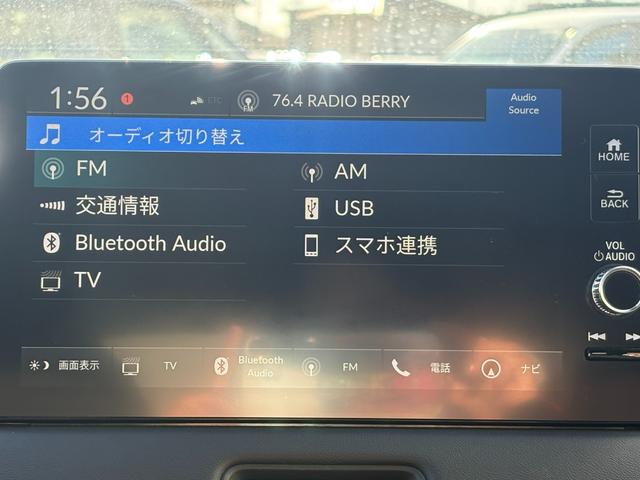 1:56 1 ETC FM 76.4 RADIO BERRY Audio Source
オーディオ切り替え
FM AM
交通情報 USB
Bluetooth Audio スマホ連携
TV
画面表示 TV Bluetooth Audio FM 電話 ナビ
HOME
BACK
VOL
AUDIO